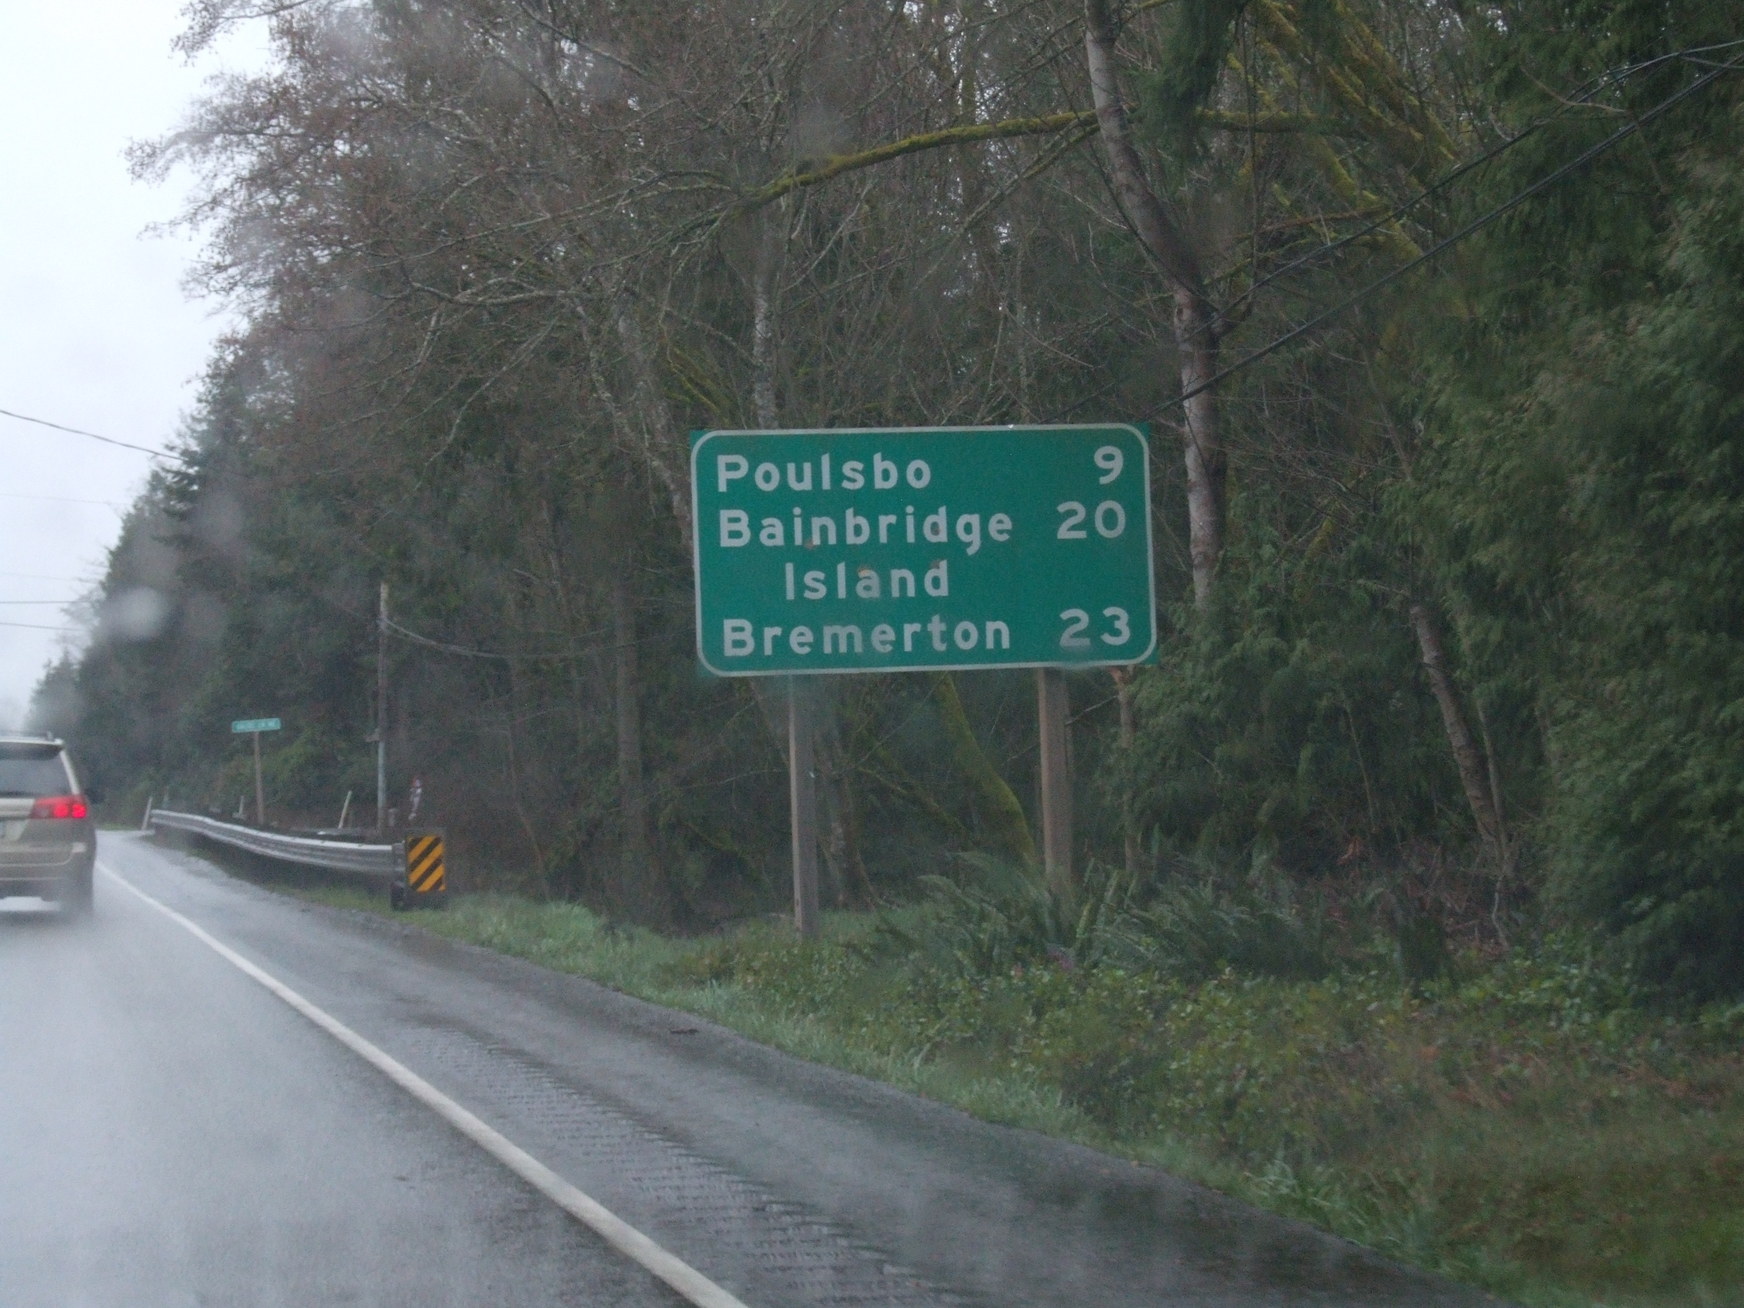 Poulsbo 9
Bainbridge 20
Island
Bremerton 23